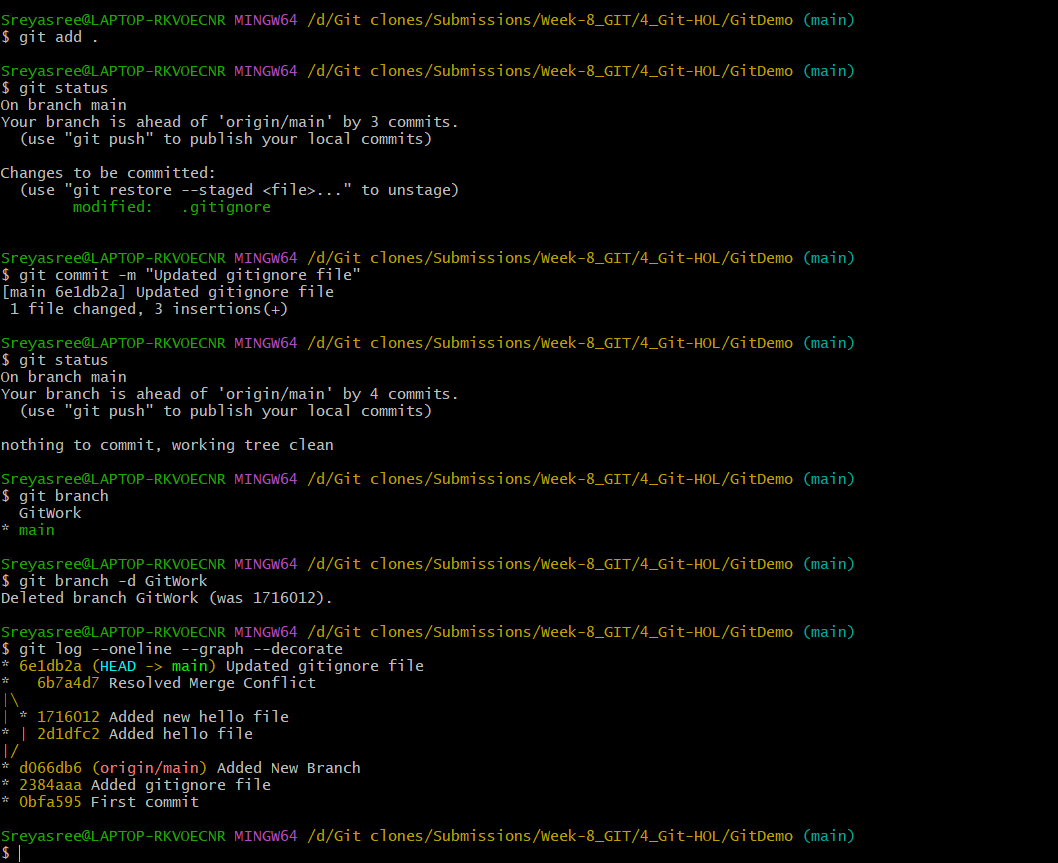 Sreyasree@LAPTOP-RKVOECNR MINGW64 /d/Git clones/Submissions/Week-8_GIT/4_Git-HOL/GitDemo (main)
$ git add .
Sreyasree@LAPTOP-RKVOECNR MINGW64 /d/Git clones/Submissions/Week-8_GIT/4_Git-HOL/GitDemo (main)
$ git status
On branch main
Your branch is ahead of 'origin/main' by 3 commits.
  (use "git push" to publish your local commits)
Changes to be committed:
  (use "git restore --staged <file>..." to unstage)
        modified:   .gitignore
Sreyasree@LAPTOP-RKVOECNR MINGW64 /d/Git clones/Submissions/Week-8_GIT/4_Git-HOL/GitDemo (main)
$ git commit -m "Updated gitignore file"
[main 6e1db2a] Updated gitignore file
 1 file changed, 3 insertions(+)
Sreyasree@LAPTOP-RKVOECNR MINGW64 /d/Git clones/Submissions/Week-8_GIT/4_Git-HOL/GitDemo (main)
$ git status
On branch main
Your branch is ahead of 'origin/main' by 4 commits.
  (use "git push" to publish your local commits)
nothing to commit, working tree clean
Sreyasree@LAPTOP-RKVOECNR MINGW64 /d/Git clones/Submissions/Week-8_GIT/4_Git-HOL/GitDemo (main)
$ git branch
  GitWork
* main
Sreyasree@LAPTOP-RKVOECNR MINGW64 /d/Git clones/Submissions/Week-8_GIT/4_Git-HOL/GitDemo (main)
$ git branch -d GitWork
Deleted branch GitWork (was 1716012).
Sreyasree@LAPTOP-RKVOECNR MINGW64 /d/Git clones/Submissions/Week-8_GIT/4_Git-HOL/GitDemo (main)
$ git log --oneline --graph --decorate
* 6e1db2a (HEAD -> main) Updated gitignore file
*   6b7a4d7 Resolved Merge Conflict
|\
| * 1716012 Added new hello file
* | 2d1dfc2 Added hello file
|/
* d066db6 (origin/main) Added New Branch
* 2384aaa Added gitignore file
* 0bfa595 First commit
Sreyasree@LAPTOP-RKVOECNR MINGW64 /d/Git clones/Submissions/Week-8_GIT/4_Git-HOL/GitDemo (main)
$